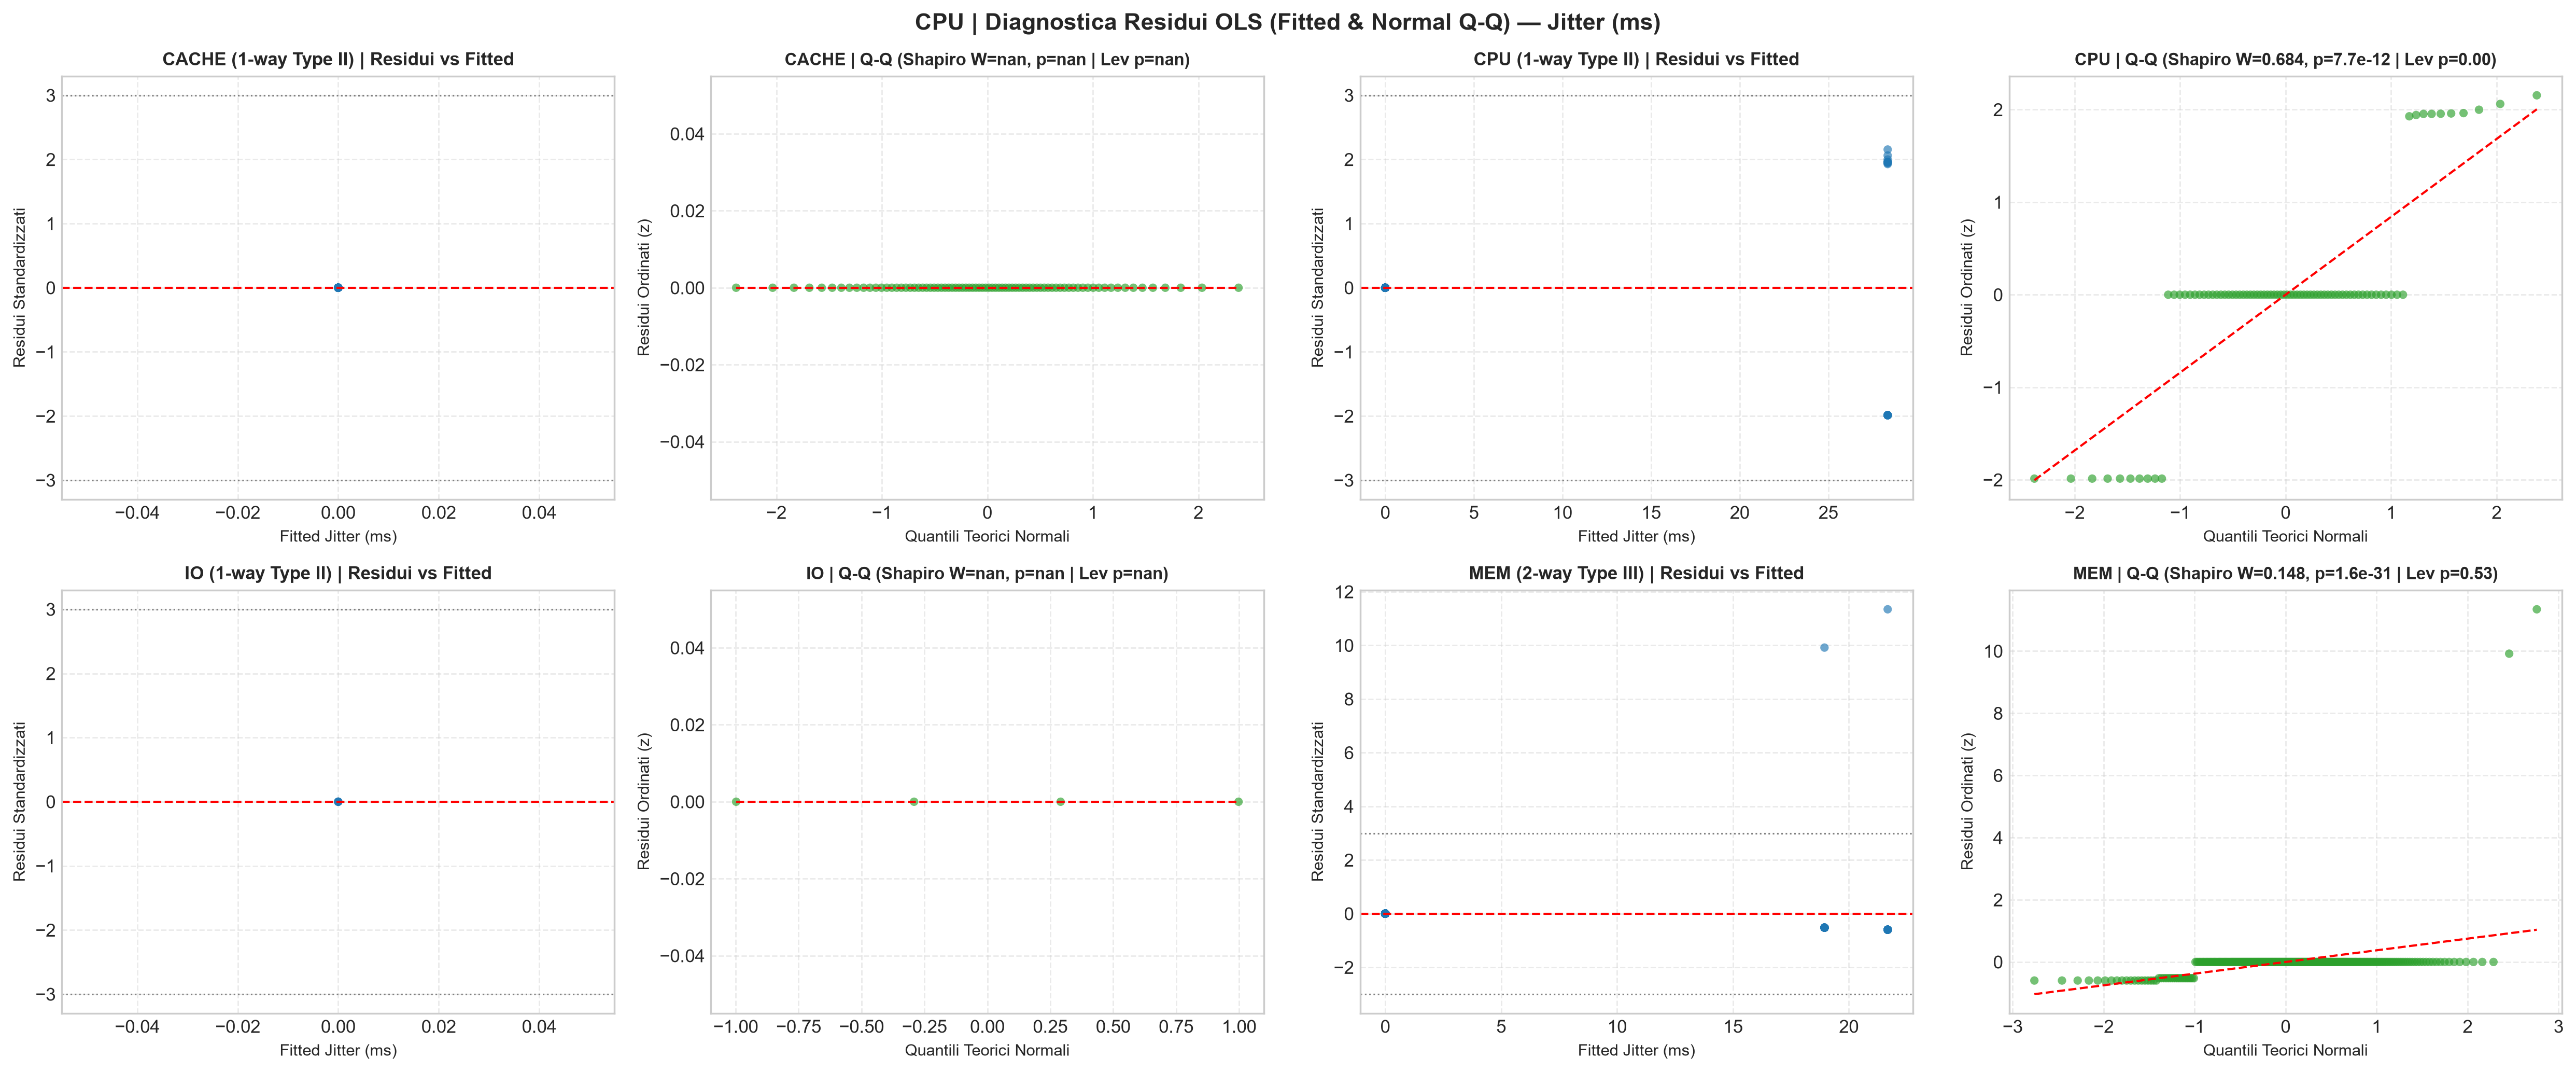 CPU | Diagnostica Residui OLS (Fitted & Normal Q-Q) — Jitter (ms)
CACHE (1-way Type II) | Residui vs Fitted
3
2
1
0
−1
−2
−3
Residui Standardizzati
−0.04 −0.02 0.00 0.02 0.04
Fitted Jitter (ms)
CACHE | Q-Q (Shapiro W=nan, p=nan | Lev p=nan)
0.04
0.02
0.00
−0.02
−0.04
Residui Ordinati (z)
−2 −1 0 1 2
Quantili Teorici Normali
CPU (1-way Type II) | Residui vs Fitted
3
2
1
0
−1
−2
−3
Residui Standardizzati
0 5 10 15 20 25
Fitted Jitter (ms)
CPU | Q-Q (Shapiro W=0.684, p=7.7e-12 | Lev p=0.00)
2
1
0
−1
−2
Residui Ordinati (z)
−2 −1 0 1 2
Quantili Teorici Normali
IO (1-way Type II) | Residui vs Fitted
3
2
1
0
−1
−2
−3
Residui Standardizzati
−0.04 −0.02 0.00 0.02 0.04
Fitted Jitter (ms)
IO | Q-Q (Shapiro W=nan, p=nan | Lev p=nan)
0.04
0.02
0.00
−0.02
−0.04
Residui Ordinati (z)
−1.00 −0.75 −0.50 −0.25 0.00 0.25 0.50 0.75 1.00
Quantili Teorici Normali
MEM (2-way Type III) | Residui vs Fitted
12
10
8
6
4
2
0
−2
Residui Standardizzati
0 5 10 15 20
Fitted Jitter (ms)
MEM | Q-Q (Shapiro W=0.148, p=1.6e-31 | Lev p=0.53)
10
8
6
4
2
0
Residui Ordinati (z)
−3 −2 −1 0 1 2 3
Quantili Teorici Normali